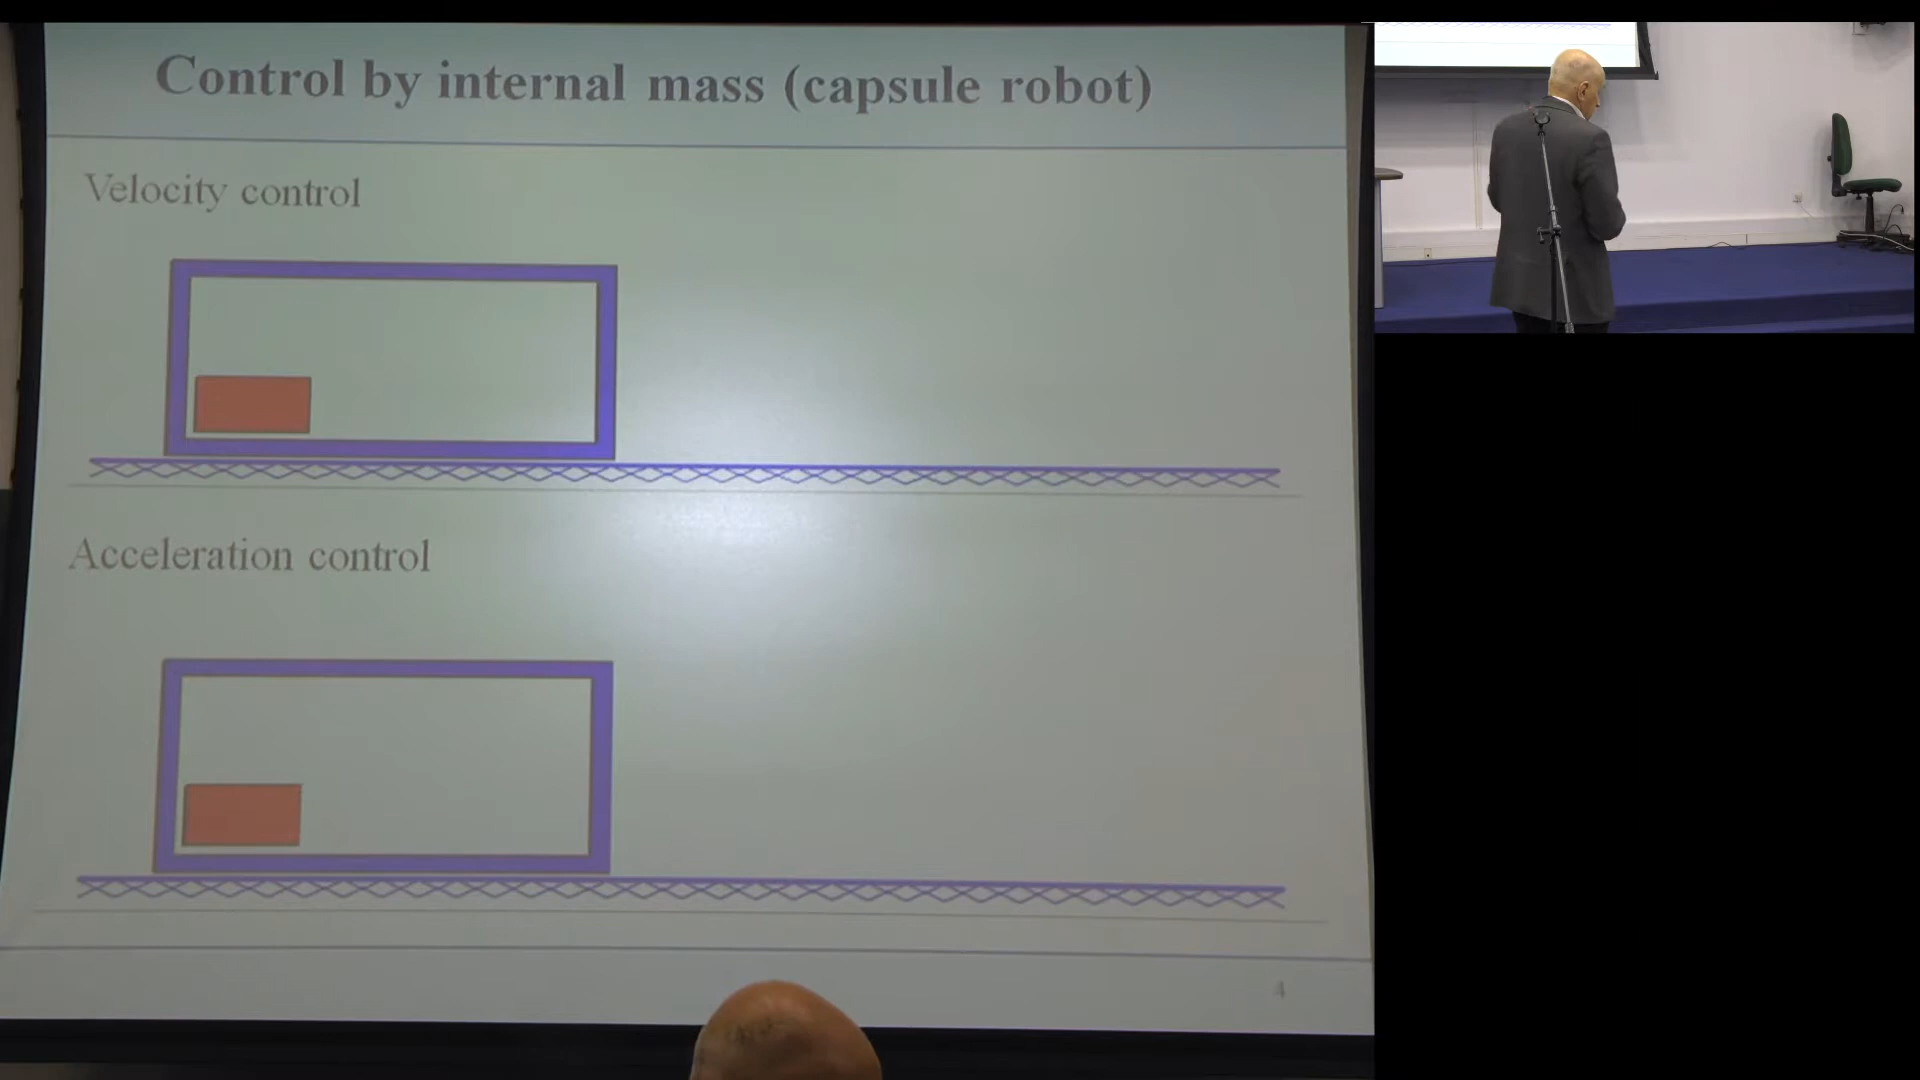 Control by internal mass (capsule robot)
Velocity control
Acceleration control
4